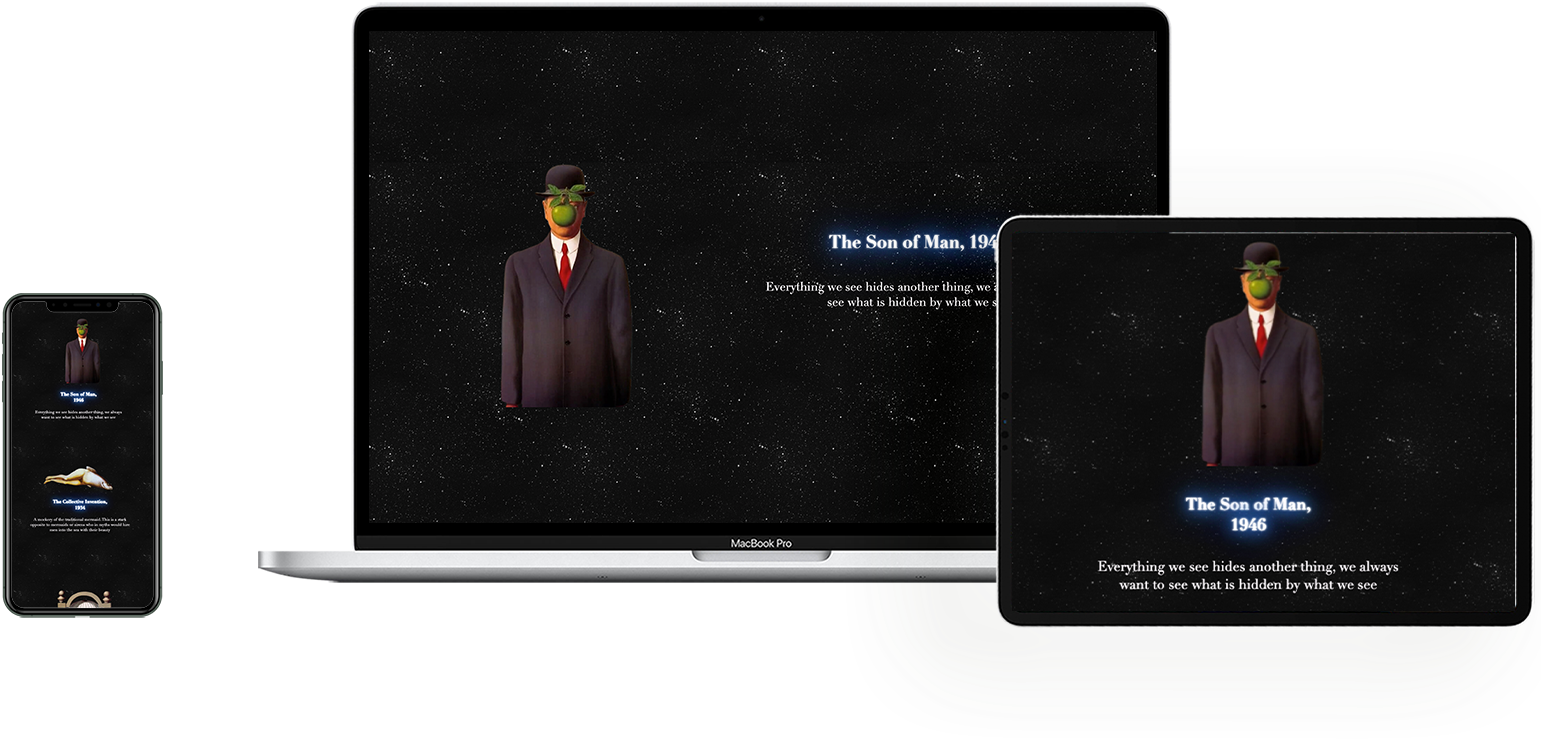 The Son of Man,
1946
Everything we see hides another thing, we always
want to see what is hidden by what we see
The Collective Invention,
1934
A mockery of the traditional mermaid. This is a stark
opposite to mermaids or sirens who in myths would lure
men into the sea with their beauty
The Son of Man, 194
Everything we see hides another thing, we
see what is hidden by what we s
MacBook Pro
The Son of Man,
1946
Everything we see hides another thing, we always
want to see what is hidden by what we see